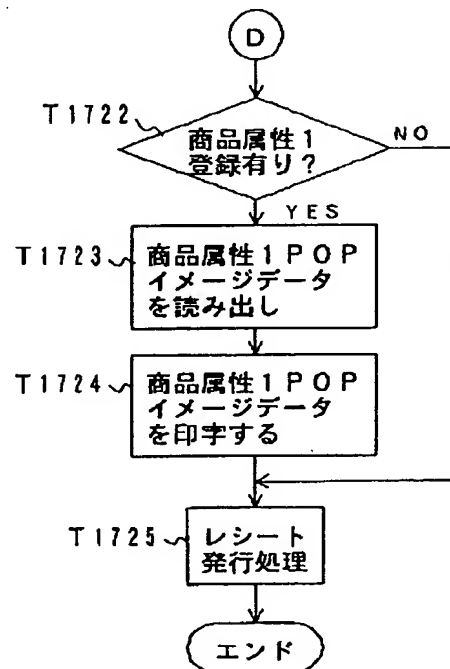 D
T1722
商品属性1
登録有り?
NO
YES
T1723
商品属性1POP
イメージデータ
を読み出し
T1724
商品属性1POP
イメージデータ
を印字する
T1725
レシート
発行処理
エンド